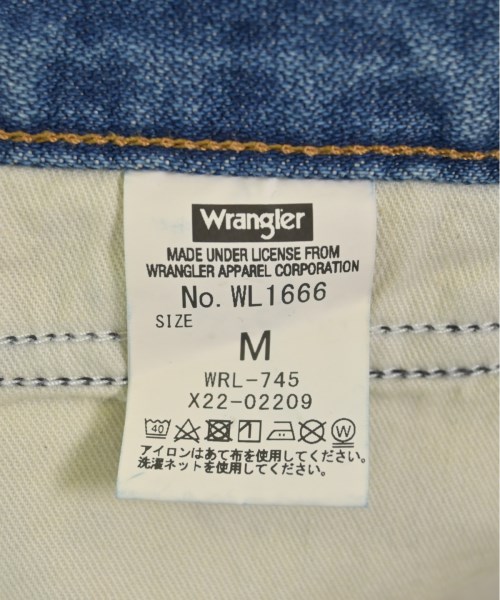 Wrangler
MADE UNDER LICENSE FROM
WRANGLER APPAREL CORPORATION
No. WL1666
SIZE
M
WRL-745
X22-02209
40 W
アイロンはあて布を使用してください。
洗濯ネットを使用してください。